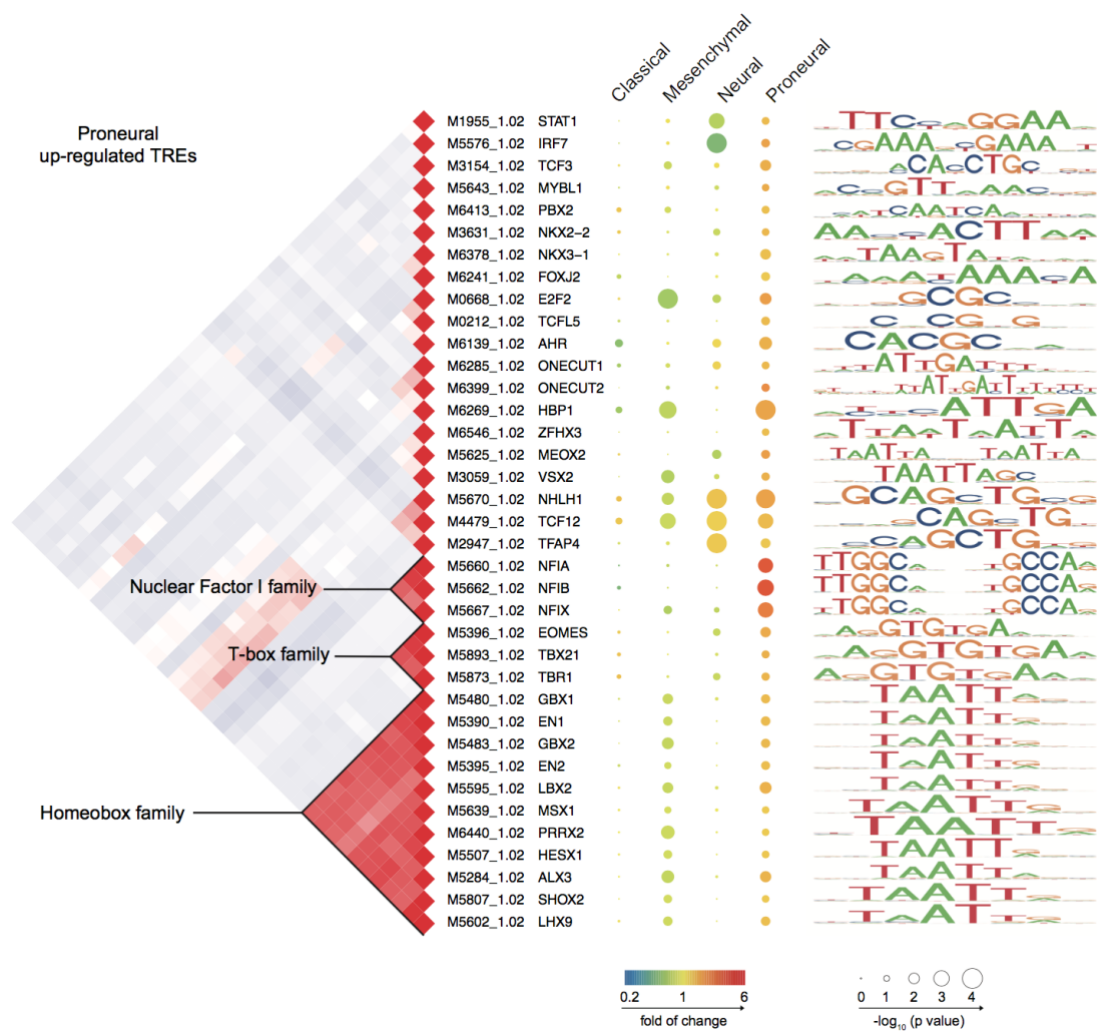 Classical Mesenchymal Neural Proneural
Proneural
up-regulated TREs
M1955_1.02 STAT1
M5576_1.02 IRF7
M3154_1.02 TCF3
M5643_1.02 MYBL1
M6413_1.02 PBX2
M3631_1.02 NKX2-2
M6378_1.02 NKX3-1
M6241_1.02 FOXJ2
M0668_1.02 E2F2
M0212_1.02 TCFL5
M6139_1.02 AHR
M6285_1.02 ONECUT1
M6399_1.02 ONECUT2
M6269_1.02 HBP1
M6546_1.02 ZFHX3
M5625_1.02 MEOX2
M3059_1.02 VSX2
M5670_1.02 NHLH1
M4479_1.02 TCF12
M2947_1.02 TFAP4
M5660_1.02 NFIA
Nuclear Factor I family
M5662_1.02 NFIB
M5667_1.02 NFIX
M5396_1.02 EOMES
T-box family
M5893_1.02 TBX21
M5873_1.02 TBR1
M5480_1.02 GBX1
M5390_1.02 EN1
M5483_1.02 GBX2
M5395_1.02 EN2
M5595_1.02 LBX2
Homeobox family
M5639_1.02 MSX1
M6440_1.02 PRRX2
M5507_1.02 HESX1
M5284_1.02 ALX3
M5807_1.02 SHOX2
M5602_1.02 LHX9
0.2 1 6
fold of change
0 1 2 3 4
-log10 (p value)